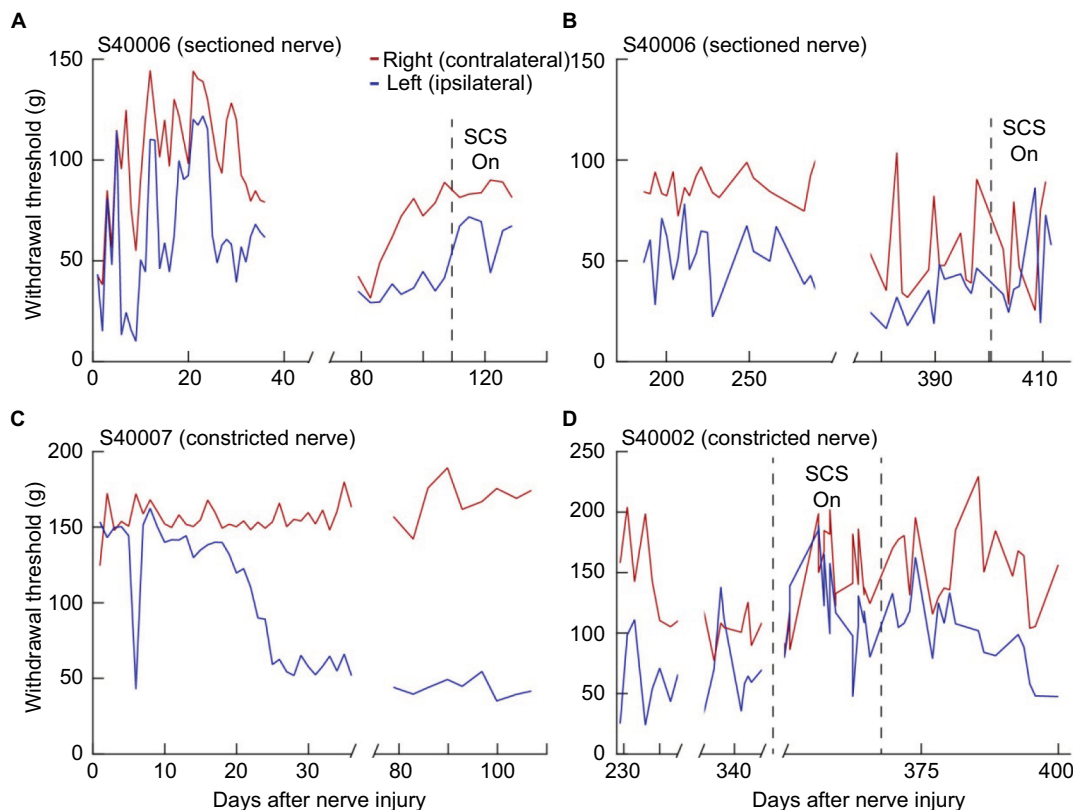 A
B
S40006 (sectioned nerve)
S40006 (sectioned nerve)
Right (contralateral)
Left (ipsilateral)
SCS
On
SCS
On
Withdrawal threshold (g)
150
100
50
0
0
20
40
80
120
150
100
50
0
200
250
390
410
C
D
S40007 (constricted nerve)
S40002 (constricted nerve)
SCS
On
Withdrawal threshold (g)
200
150
100
50
0
0
10
20
30
80
100
250
200
150
100
50
0
230
340
375
400
Days after nerve injury
Days after nerve injury